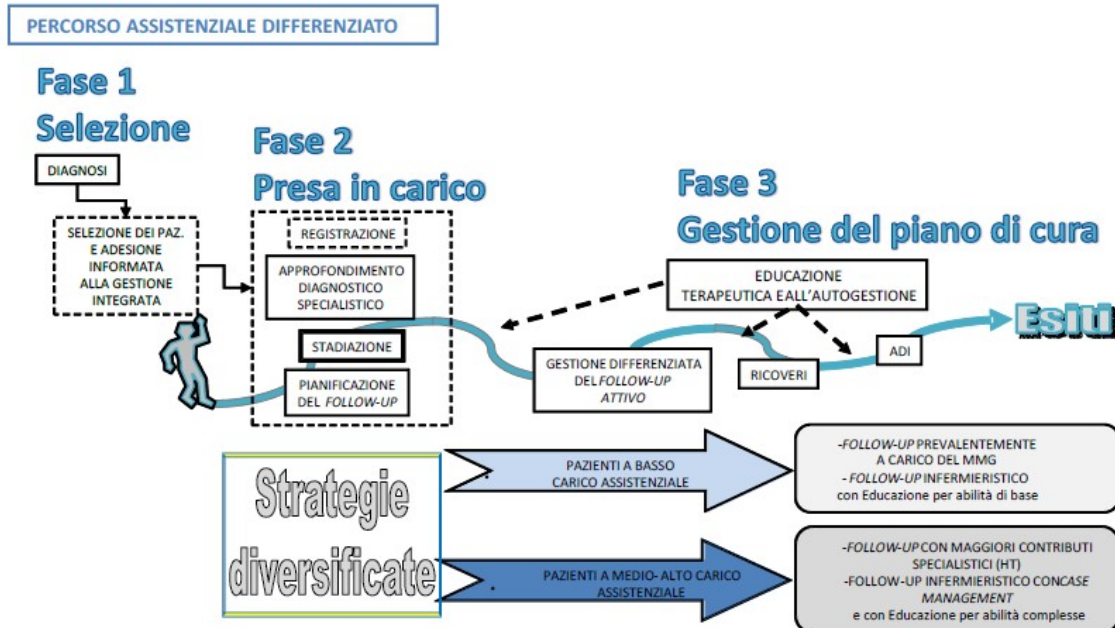 PERCORSO ASSISTENZIALE DIFFERENZIATO
Fase 1
Selezione
DIAGNOSI
SELEZIONE DEI PAZ.
E ADESIONE
INFORMATA
ALLA GESTIONE
INTEGRATA
Fase 2
Presa in carico
REGISTRAZIONE
APPROFONDIMENTO
DIAGNOSTICO
SPECIALISTICO
STADIAZIONE
PIANIFICAZIONE
DEL FOLLOW-UP
Fase 3
Gestione del piano di cura
EDUCAZIONE
TERAPEUTICA EALL'AUTOGESTIONE
GESTIONE DIFFERENZIATA
DEL FOLLOW-UP
ATTIVO
RICOVERI
ADI
Esiti
Strategie
diversificate
PAZIENTI A BASSO
CARICO ASSISTENZIALE
-FOLLOW-UP PREVALENTEMENTE
A CARICO DEL MMG
- FOLLOW-UP INFERMIERISTICO
con Educazione per abilità di base
PAZIENTI A MEDIO- ALTO CARICO
ASSISTENZIALE
-FOLLOW-UP CON MAGGIORI CONTRIBUTI
SPECIALISTICI (HT)
-FOLLOW-UP INFERMIERISTICO CONCASE
MANAGEMENT
e con Educazione per abilità complesse